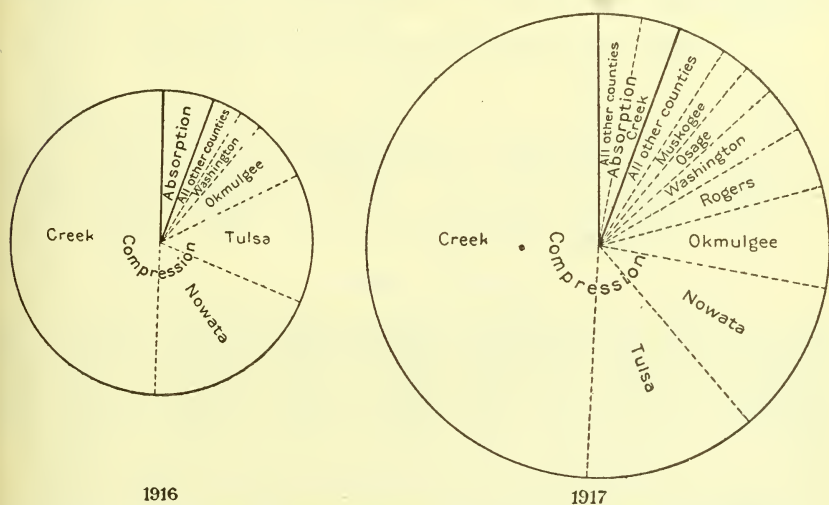 Absorption
All other counties
Washington
Okmulgee
Tulsa
Nowata
Creek
Compression
1916
All other counties
Absorption
Creek
All other counties
Muskogee
Osage
Washington
Rogers
Okmulgee
Nowata
Tulsa
Creek
Compression
1917